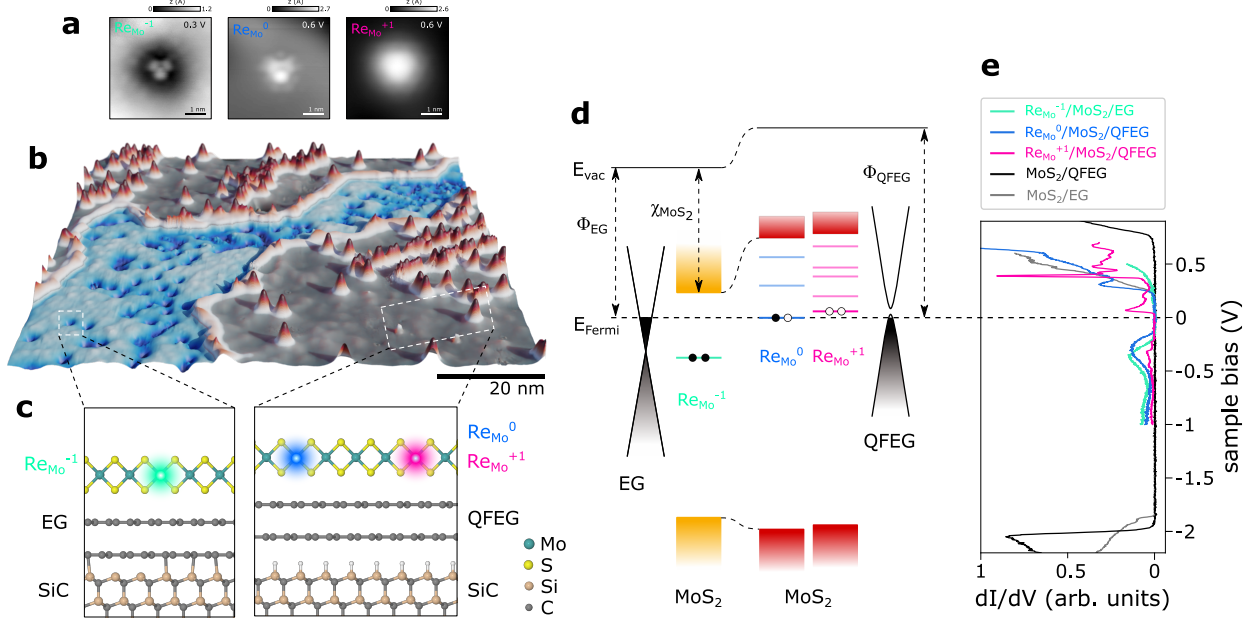 z (Å)
0 1.2
0 2.7
0 2.6
a
Re_Mo^-1
0.3 V
1 nm
Re_Mo^0
0.6 V
1 nm
Re_Mo^+1
0.6 V
1 nm
b
20 nm
c
Re_Mo^-1
EG
SiC
Re_Mo^0
Re_Mo^+1
QFEG
SiC
Mo
S
Si
C
d
E_vac
Φ_EG
χ_MoS₂
Φ_QFEG
E_Fermi
Re_Mo^-1
Re_Mo^0
Re_Mo^+1
EG
QFEG
MoS₂
MoS₂
e
Re_Mo^-1/MoS₂/EG
Re_Mo^0/MoS₂/QFEG
Re_Mo^+1/MoS₂/QFEG
MoS₂/QFEG
MoS₂/EG
0.5
0
-0.5
-1
-1.5
-2
sample bias (V)
1 0.5 0
dI/dV (arb. units)